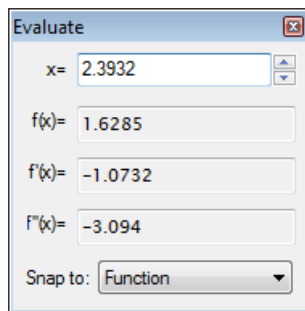 Evaluate
x= 2.3932
f(x)= 1.6285
f'(x)= -1.0732
f''(x)= -3.094
Snap to: Function